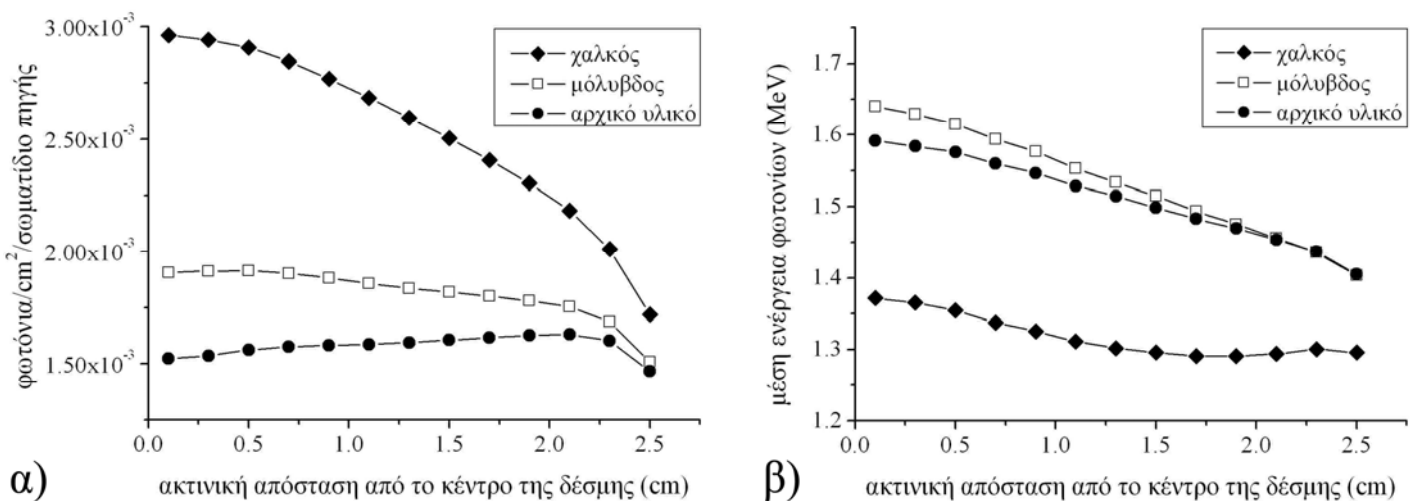 3.00x10⁻³
2.50x10⁻³
2.00x10⁻³
1.50x10⁻³
φωτόνια/cm²/σωματίδιο πηγής
χαλκός
μόλυβδος
αρχικό υλικό
0.0 0.5 1.0 1.5 2.0 2.5
ακτινική απόσταση από το κέντρο της δέσμης (cm)
α)
1.7
1.6
1.5
1.4
1.3
1.2
μέση ενέργεια φωτονίων (MeV)
χαλκός
μόλυβδος
αρχικό υλικό
0.0 0.5 1.0 1.5 2.0 2.5
ακτινική απόσταση από το κέντρο της δέσμης (cm)
β)